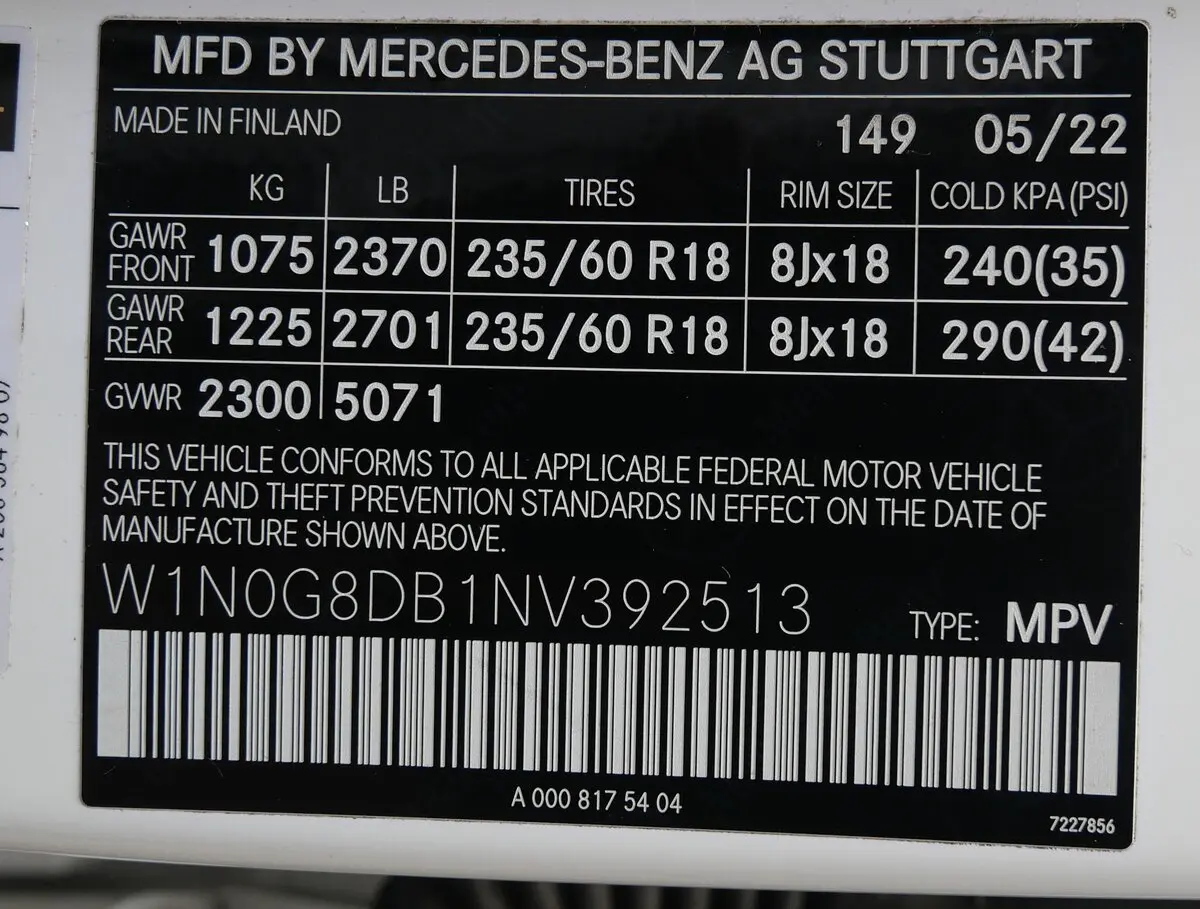 MFD BY MERCEDES-BENZ AG STUTTGART
MADE IN FINLAND 149 05/22
KG LB TIRES RIM SIZE COLD KPA (PSI)
GAWR FRONT 1075 2370 235/60 R18 8Jx18 240(35)
GAWR REAR 1225 2701 235/60 R18 8Jx18 290(42)
GVWR 2300 5071
THIS VEHICLE CONFORMS TO ALL APPLICABLE FEDERAL MOTOR VEHICLE
SAFETY AND THEFT PREVENTION STANDARDS IN EFFECT ON THE DATE OF
MANUFACTURE SHOWN ABOVE.
W1N0G8DB1NV392513 TYPE: MPV
A 000 817 54 04
7227856